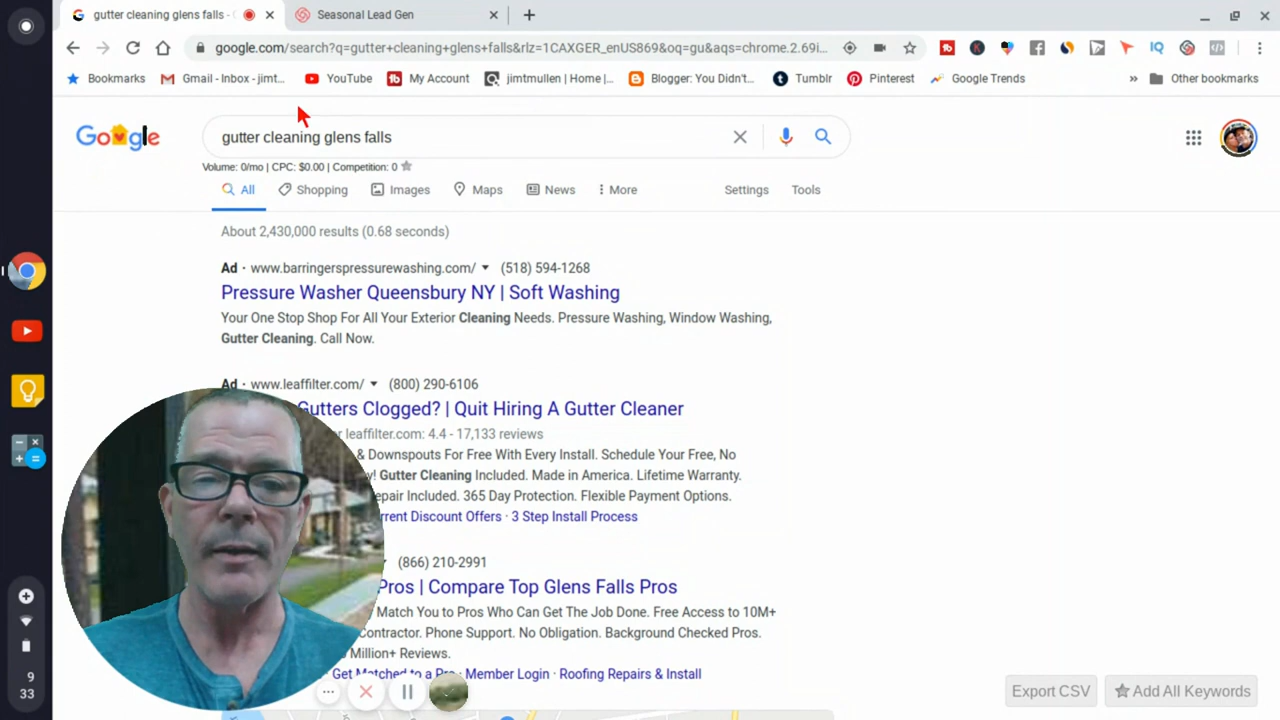 gutter cleaning glens falls -
Seasonal Lead Gen
google.com/search?q=gutter+cleaning+glens+falls&rlz=1CAXGER_enUS869&oq=gu&aqs=chrome.2.69i...
Bookmarks
Gmail - Inbox - jimt...
YouTube
My Account
jimtmullen | Home |...
Blogger: You Didn't...
Tumblr
Pinterest
Google Trends
»
Other bookmarks
gutter cleaning glens falls
Volume: 0/mo | CPC: $0.00 | Competition: 0
All
Shopping
Images
Maps
News
More
Settings
Tools
About 2,430,000 results (0.68 seconds)
Ad · www.barringerspressurewashing.com/ (518) 594-1268
Pressure Washer Queensbury NY | Soft Washing
Your One Stop Shop For All Your Exterior Cleaning Needs. Pressure Washing, Window Washing,
Gutter Cleaning. Call Now.
Ad · www.leaffilter.com/ (800) 290-6106
Gutters Clogged? | Quit Hiring A Gutter Cleaner
leaffilter.com: 4.4 - 17,133 reviews
& Downspouts For Free With Every Install. Schedule Your Free, No
Gutter Cleaning Included. Made in America. Lifetime Warranty.
Included. 365 Day Protection. Flexible Payment Options.
Discount Offers · 3 Step Install Process
(866) 210-2991
Pros | Compare Top Glens Falls Pros
Match You to Pros Who Can Get The Job Done. Free Access to 10M+
Contractor. Phone Support. No Obligation. Background Checked Pros.
Million+ Reviews.
Get Matched to a Pro · Member Login · Roofing Repairs & Install
Export CSV
Add All Keywords
9
33